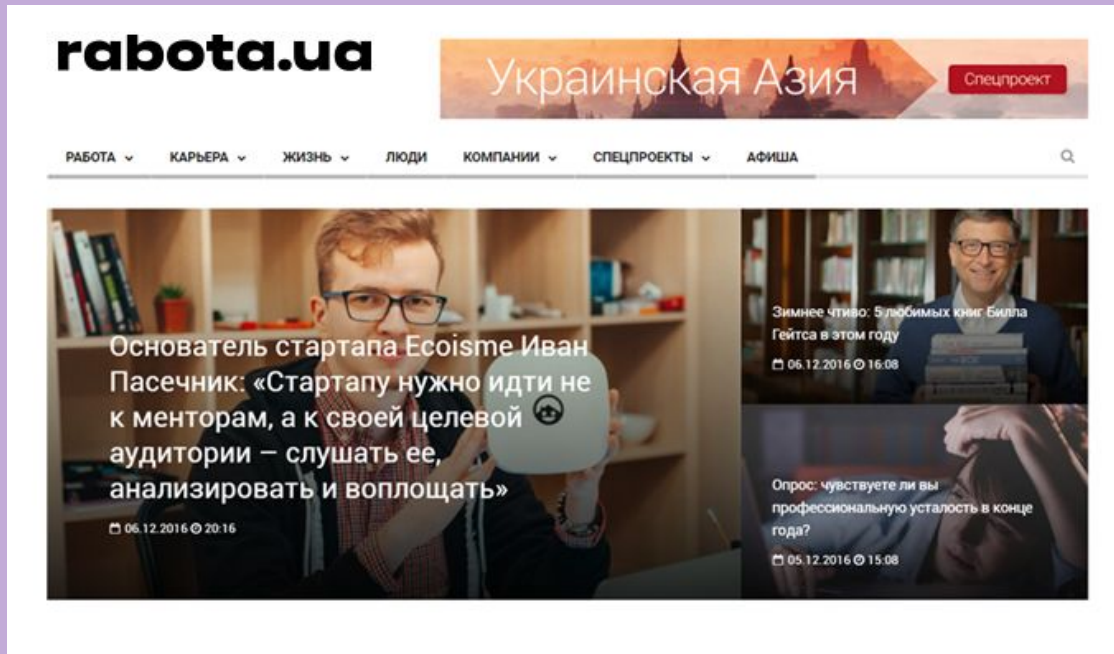 rabota.ua
Украинская Азия
Спецпроект
РАБОТА
КАРЬЕРА
ЖИЗНЬ
ЛЮДИ
КОМПАНИИ
СПЕЦПРОЕКТЫ
АФИША
Основатель стартапа Ecoisme Иван
Пасечник: «Стартапу нужно идти не
к менторам, а к своей целевой
аудитории – слушать ее,
анализировать и воплощать»
06.12.2016 20:16
Зимнее чтиво: 5 любимых книг Билла
Гейтса в этом году
06.12.2016 16:08
Опрос: чувствуете ли вы
профессиональную усталость в конце
года?
05.12.2016 15:08